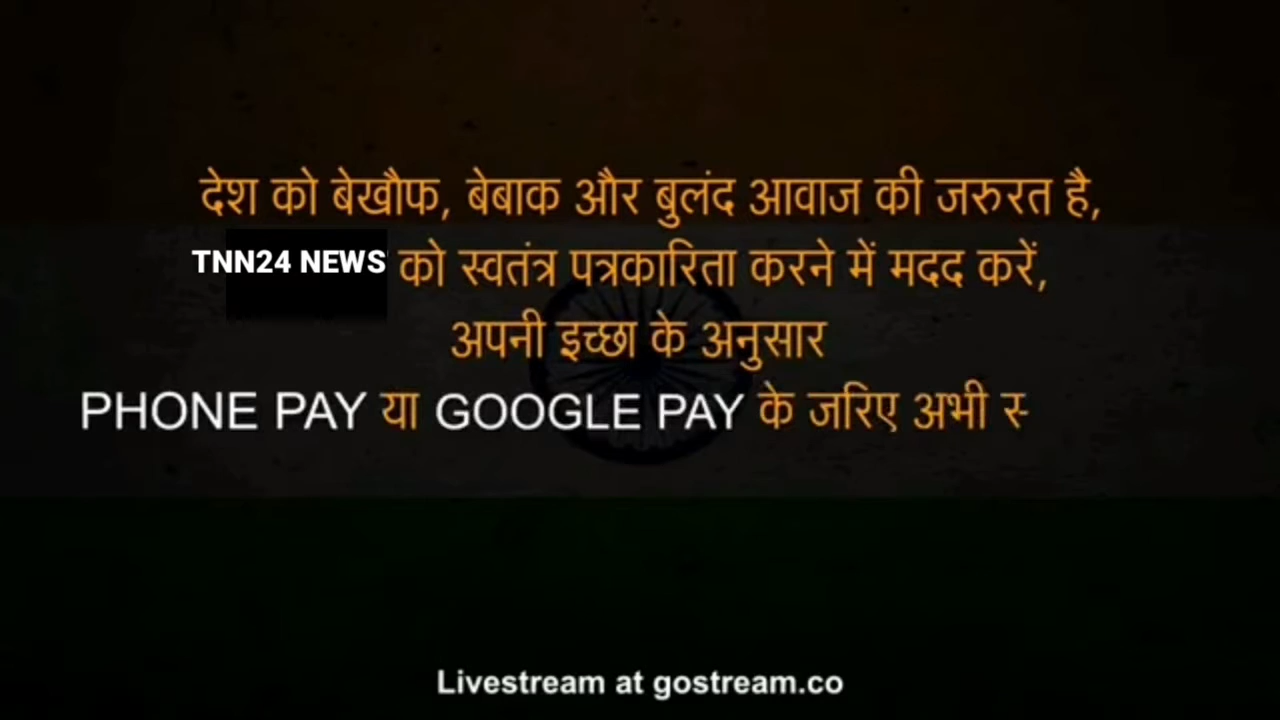 देश को बेखौफ, बेबाक और बुलंद आवाज की जरुरत है,
TNN24 NEWS को स्वतंत्र पत्रकारिता करने में मदद करें,
अपनी इच्छा के अनुसार
PHONE PAY या GOOGLE PAY के जरिए अभी स्
Livestream at gostream.co